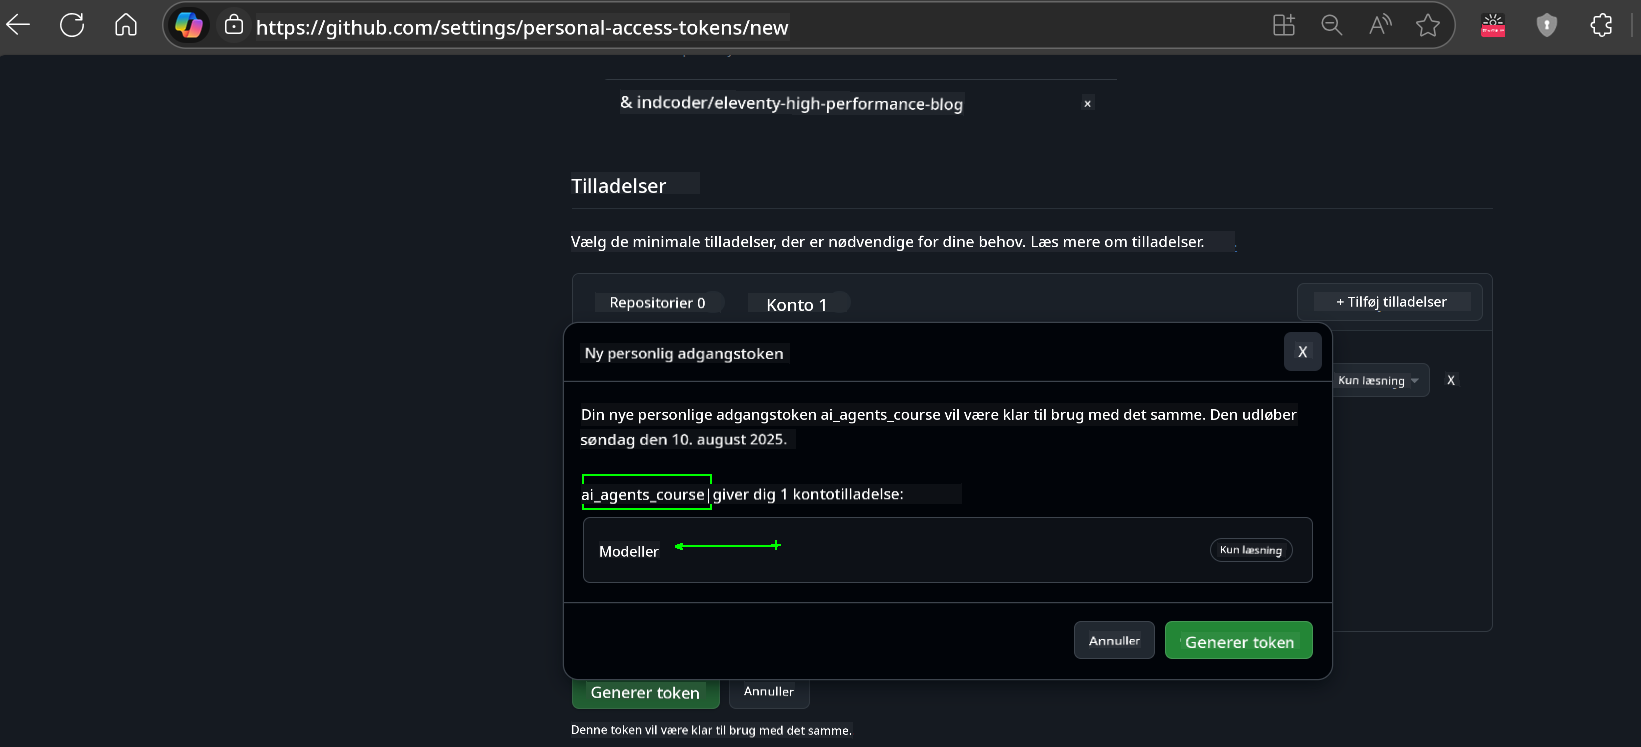 https://github.com/settings/personal-access-tokens/new
& indcoder/eleventy-high-performance-blog x
Tilladelser
Vælg de minimale tilladelser, der er nødvendige for dine behov. Læs mere om tilladelser.
Repositorier 0 Konto 1 + Tilføj tilladelser
Ny personlig adgangstoken X
Kun læsning X
Din nye personlige adgangstoken ai_agents_course vil være klar til brug med det samme. Den udløber
søndag den 10. august 2025.
ai_agents_course giver dig 1 kontotilladelse:
Modeller Kun læsning
Annuller Generer token
Generer token Annuller
Denne token vil være klar til brug med det samme.